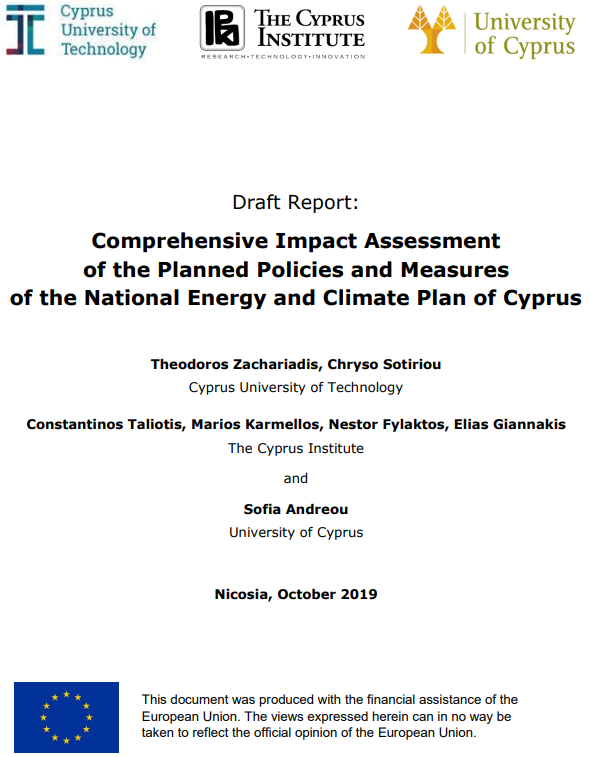 Cyprus
University of
Technology
THE CYPRUS
INSTITUTE
RESEARCH•TECHNOLOGY•INNOVATION
University
of Cyprus
Draft Report:
Comprehensive Impact Assessment
of the Planned Policies and Measures
of the National Energy and Climate Plan of Cyprus
Theodoros Zachariadis, Chryso Sotiriou
Cyprus University of Technology
Constantinos Taliotis, Marios Karmellos, Nestor Fylaktos, Elias Giannakis
The Cyprus Institute
and
Sofia Andreou
University of Cyprus
Nicosia, October 2019
This document was produced with the financial assistance of the
European Union. The views expressed herein can in no way be
taken to reflect the official opinion of the European Union.